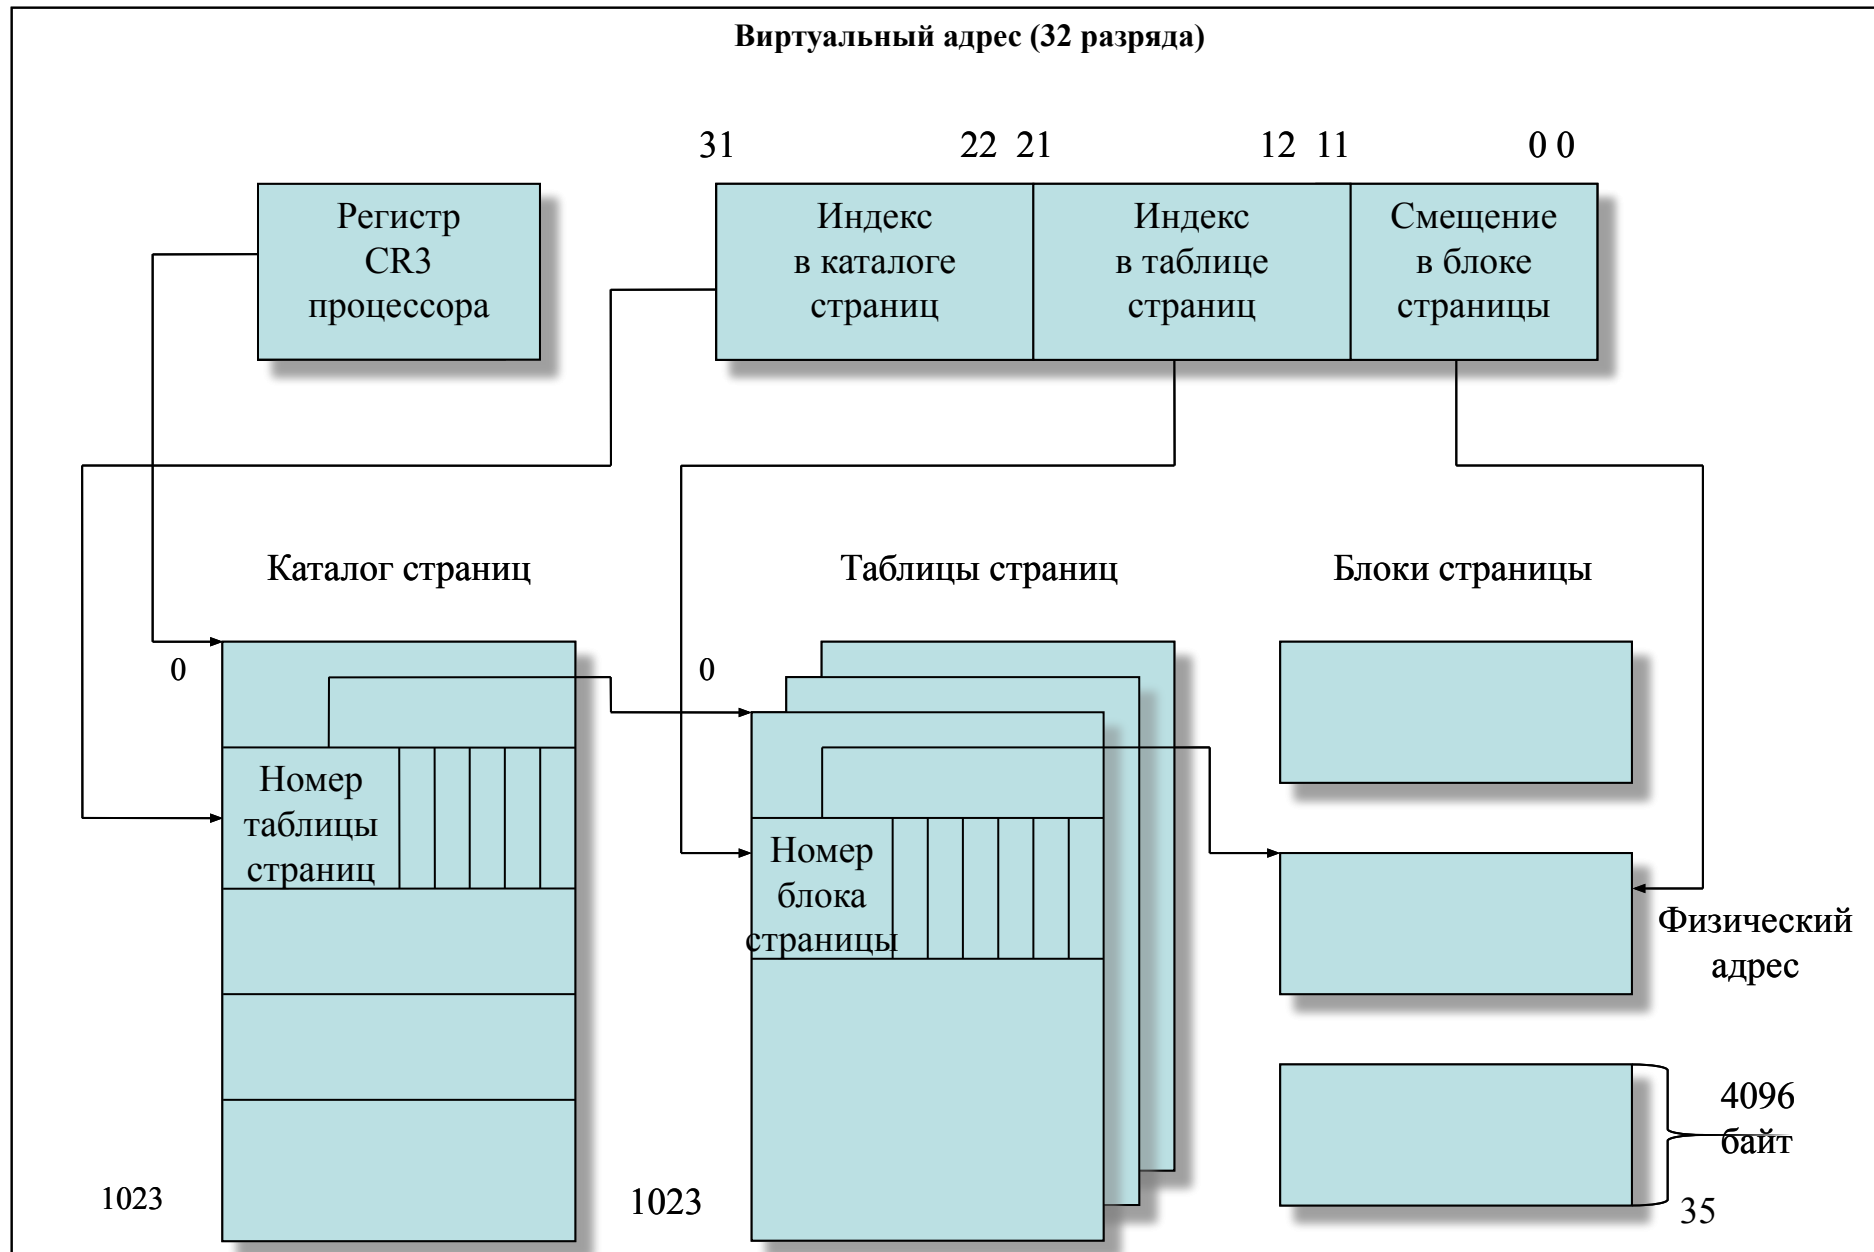 Виртуальный адрес (32 разряда)
31 22 21 12 11 0 0
Регистр
CR3
процессора
Индекс
в каталоге
страниц
Индекс
в таблице
страниц
Смещение
в блоке
страницы
Каталог страниц
Таблицы страниц
Блоки страницы
0
0
Номер
таблицы
страниц
Номер
блока
страницы
Физический
адрес
4096
байт
1023
1023
35